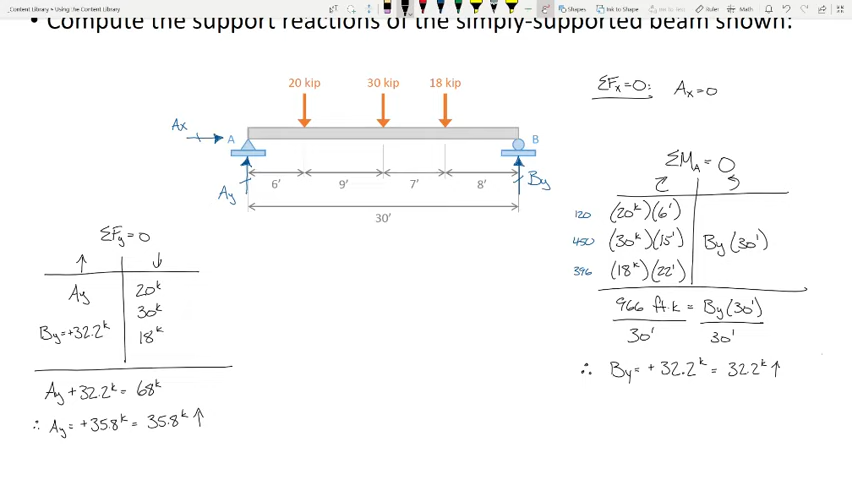 _Content Library • Using the Content Library
Shapes
Ink to Shape
Ink to Text
Ruler
Math
• Compute the support reactions of the simply-supported beam shown:
20 kip 30 kip 18 kip
Ax
A
B
Ay
By
6' 9' 7' 8'
30'
ΣFx=0: Ax=0
ΣMA=0
120 (20k)(6')
450 (30k)(15') By(30')
396 (18k)(22')
966 ft.k = By(30')
30' 30'
∴ By= +32.2k = 32.2k ↑
ΣFy=0
↑ ↓
Ay 20k
30k
By=+32.2k 18k
Ay +32.2k = 68k
∴ Ay= +35.8k = 35.8k ↑